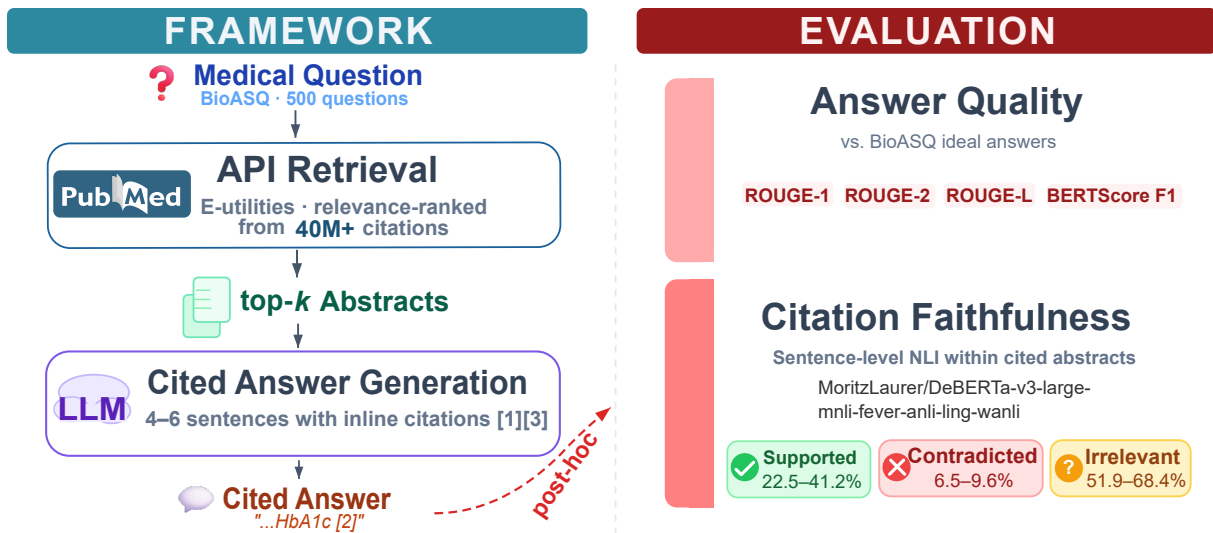 FRAMEWORK
?
Medical Question
BioASQ · 500 questions
PubMed
API Retrieval
E-utilities · relevance-ranked
from 40M+ citations
top-k Abstracts
LLM
Cited Answer Generation
4–6 sentences with inline citations [1][3]
Cited Answer
"...HbA1c [2]"
post-hoc
EVALUATION
Answer Quality
vs. BioASQ ideal answers
ROUGE-1 ROUGE-2 ROUGE-L BERTScore F1
Citation Faithfulness
Sentence-level NLI within cited abstracts
MoritzLaurer/DeBERTa-v3-large-
mnli-fever-anli-ling-wanli
Supported
22.5–41.2%
Contradicted
6.5–9.6%
?
Irrelevant
51.9–68.4%